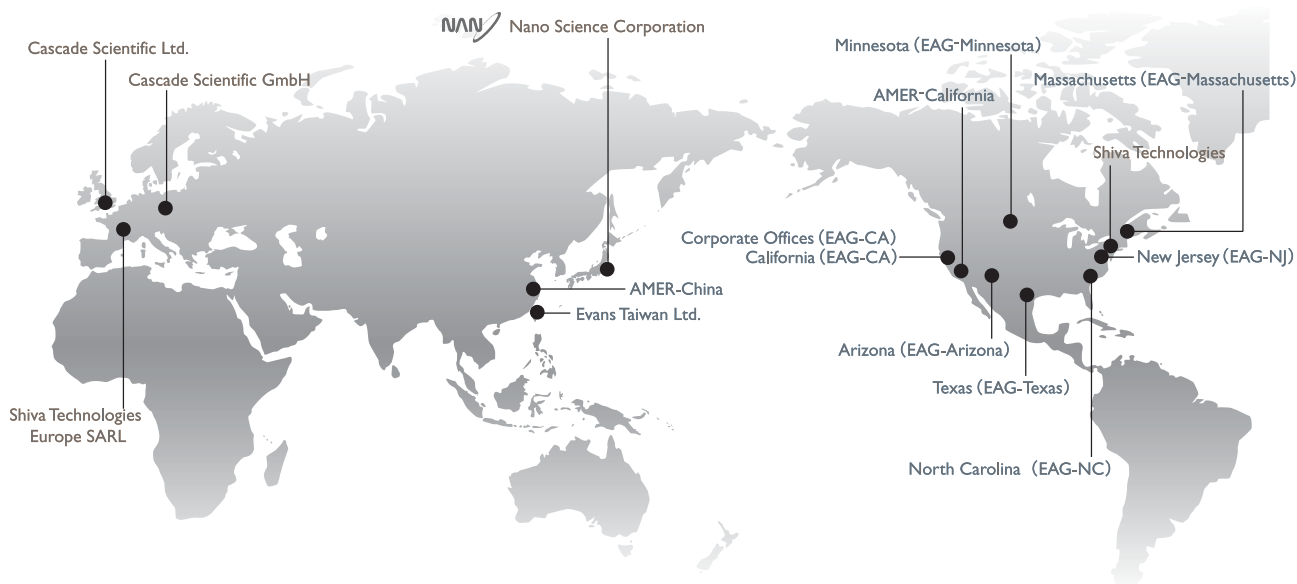 NAN
Nano Science Corporation
Cascade Scientific Ltd.
Cascade Scientific GmbH
Minnesota (EAG-Minnesota)
Massachusetts (EAG-Massachusetts)
AMER-California
Shiva Technologies
Corporate Offices (EAG-CA)
California (EAG-CA)
New Jersey (EAG-NJ)
AMER-China
Evans Taiwan Ltd.
Arizona (EAG-Arizona)
Texas (EAG-Texas)
Shiva Technologies
Europe SARL
North Carolina (EAG-NC)